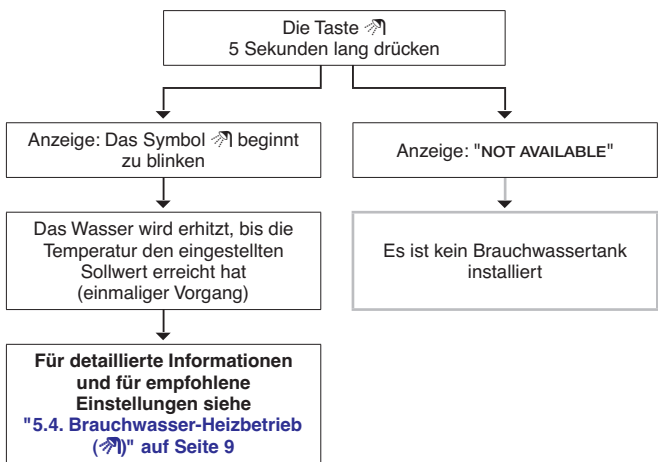 Die Taste
5 Sekunden lang drücken
Anzeige: Das Symbol beginnt
zu blinken
Anzeige: "NOT AVAILABLE"
Das Wasser wird erhitzt, bis die
Temperatur den eingestellten
Sollwert erreicht hat
(einmaliger Vorgang)
Es ist kein Brauchwassertank
installiert
Für detaillierte Informationen
und für empfohlene
Einstellungen siehe
"5.4. Brauchwasser-Heizbetrieb
()" auf Seite 9